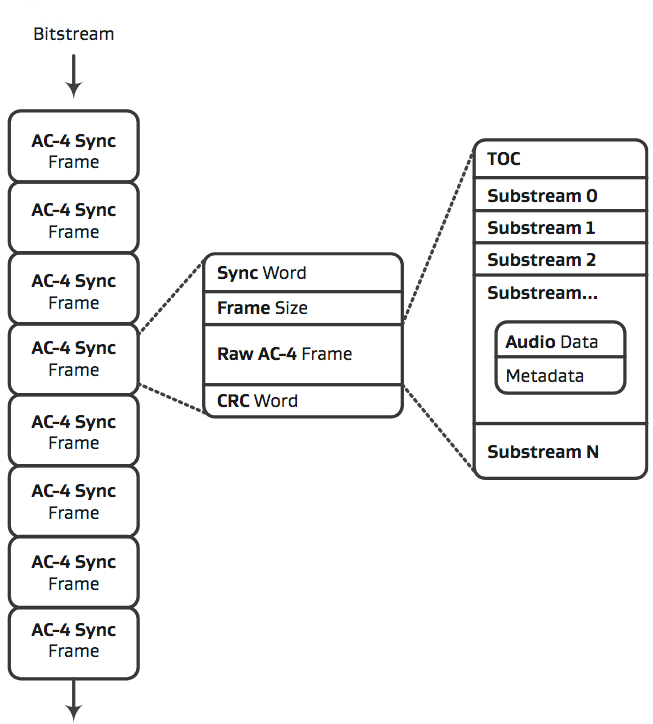 Bitstream
AC-4 Sync
Frame
AC-4 Sync
Frame
AC-4 Sync
Frame
AC-4 Sync
Frame
AC-4 Sync
Frame
AC-4 Sync
Frame
AC-4 Sync
Frame
AC-4 Sync
Frame
Sync Word
Frame Size
Raw AC-4 Frame
CRC Word
TOC
Substream 0
Substream 1
Substream 2
Substream...
Audio Data
Metadata
Substream N